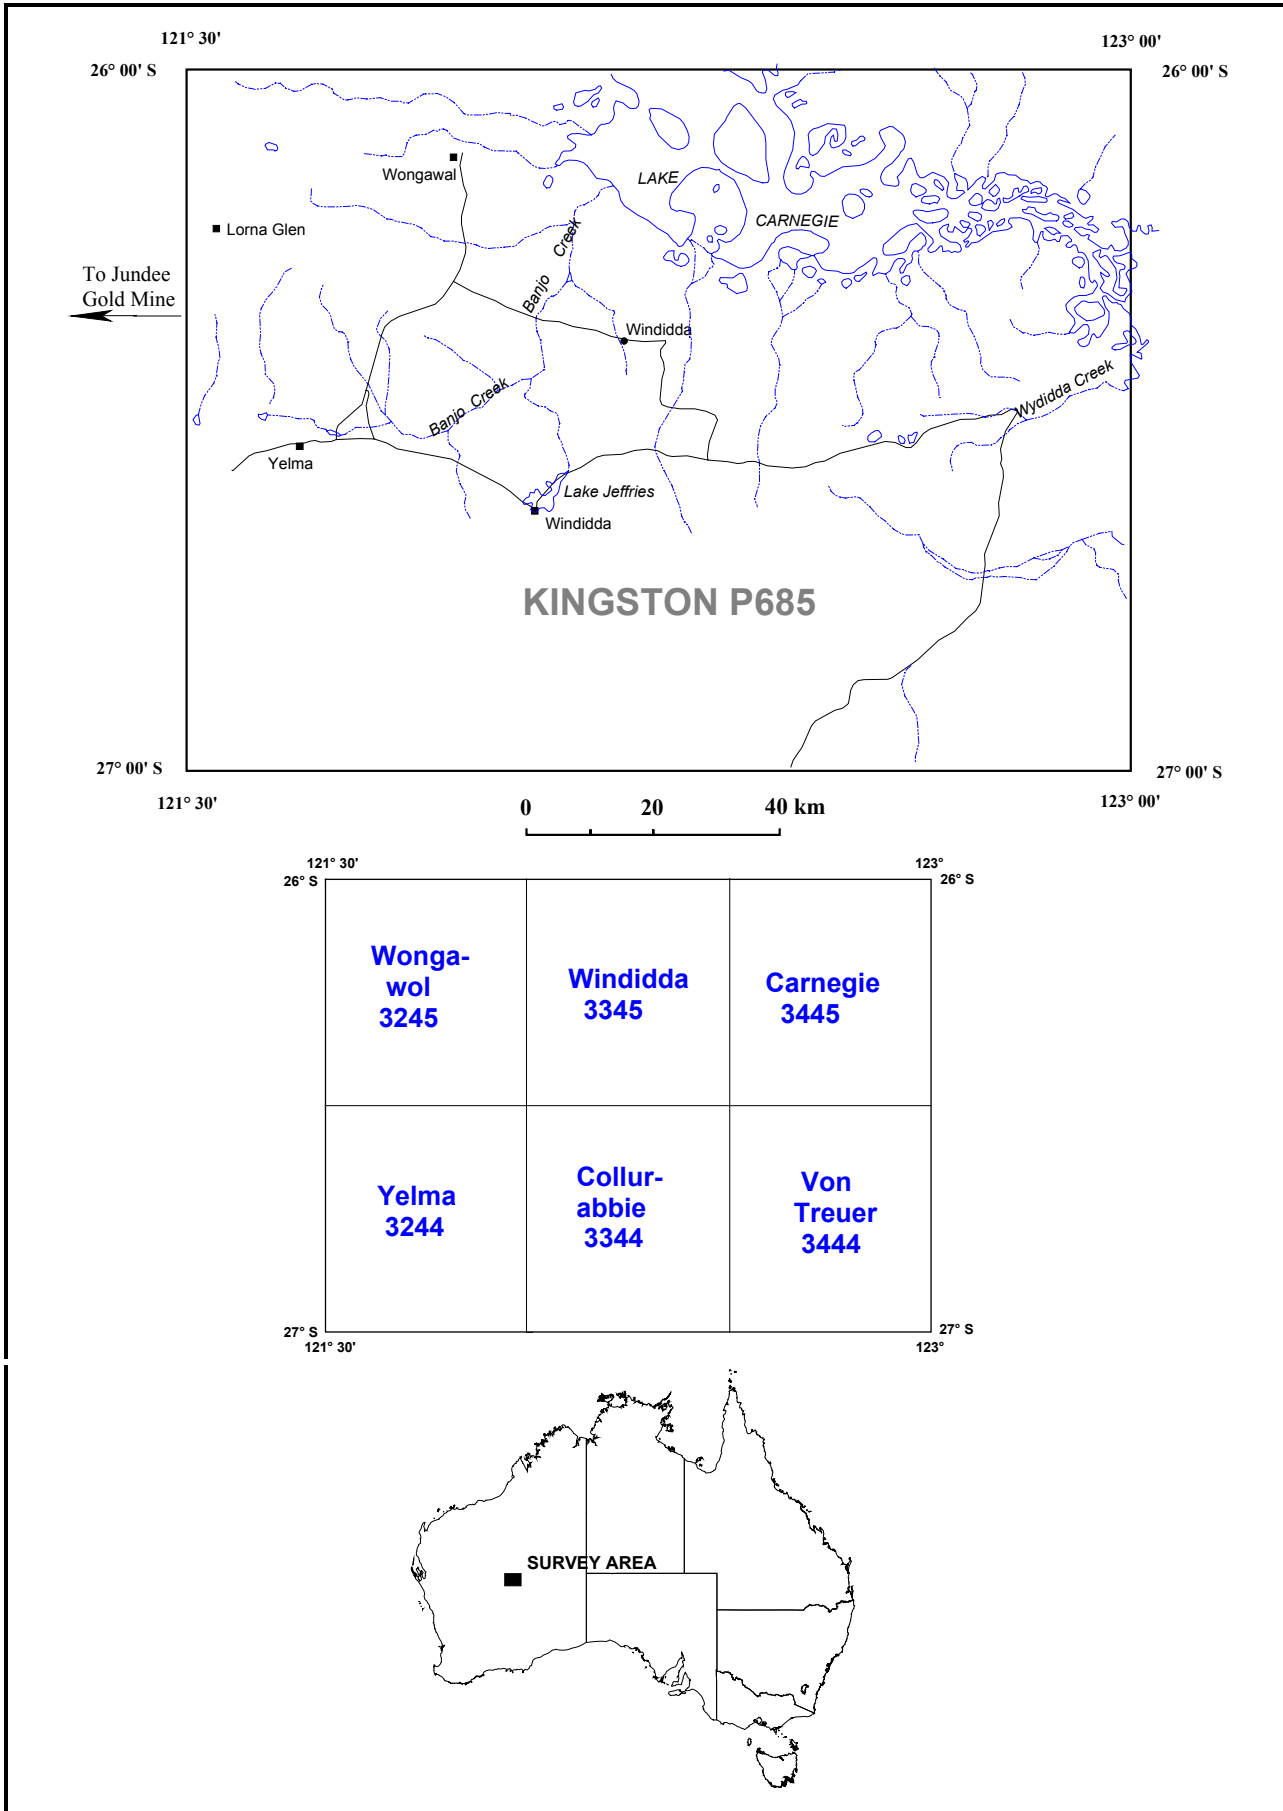 121° 30'
123° 00'
26° 00' S
26° 00' S
Wongawal
LAKE
CARNEGIE
Lorna Glen
Banjo Creek
To Jundee
Gold Mine
Windidda
Banjo Creek
Wydidda Creek
Yelma
Lake Jeffries
Windidda
KINGSTON P685
27° 00' S
27° 00' S
121° 30'
123° 00'
0 20 40 km
121° 30'
123°
26° S
26° S
Wonga-
wol
3245
Windidda
3345
Carnegie
3445
Yelma
3244
Collur-
abbie
3344
Von
Treuer
3444
27° S
27° S
121° 30'
123°
SURVEY AREA